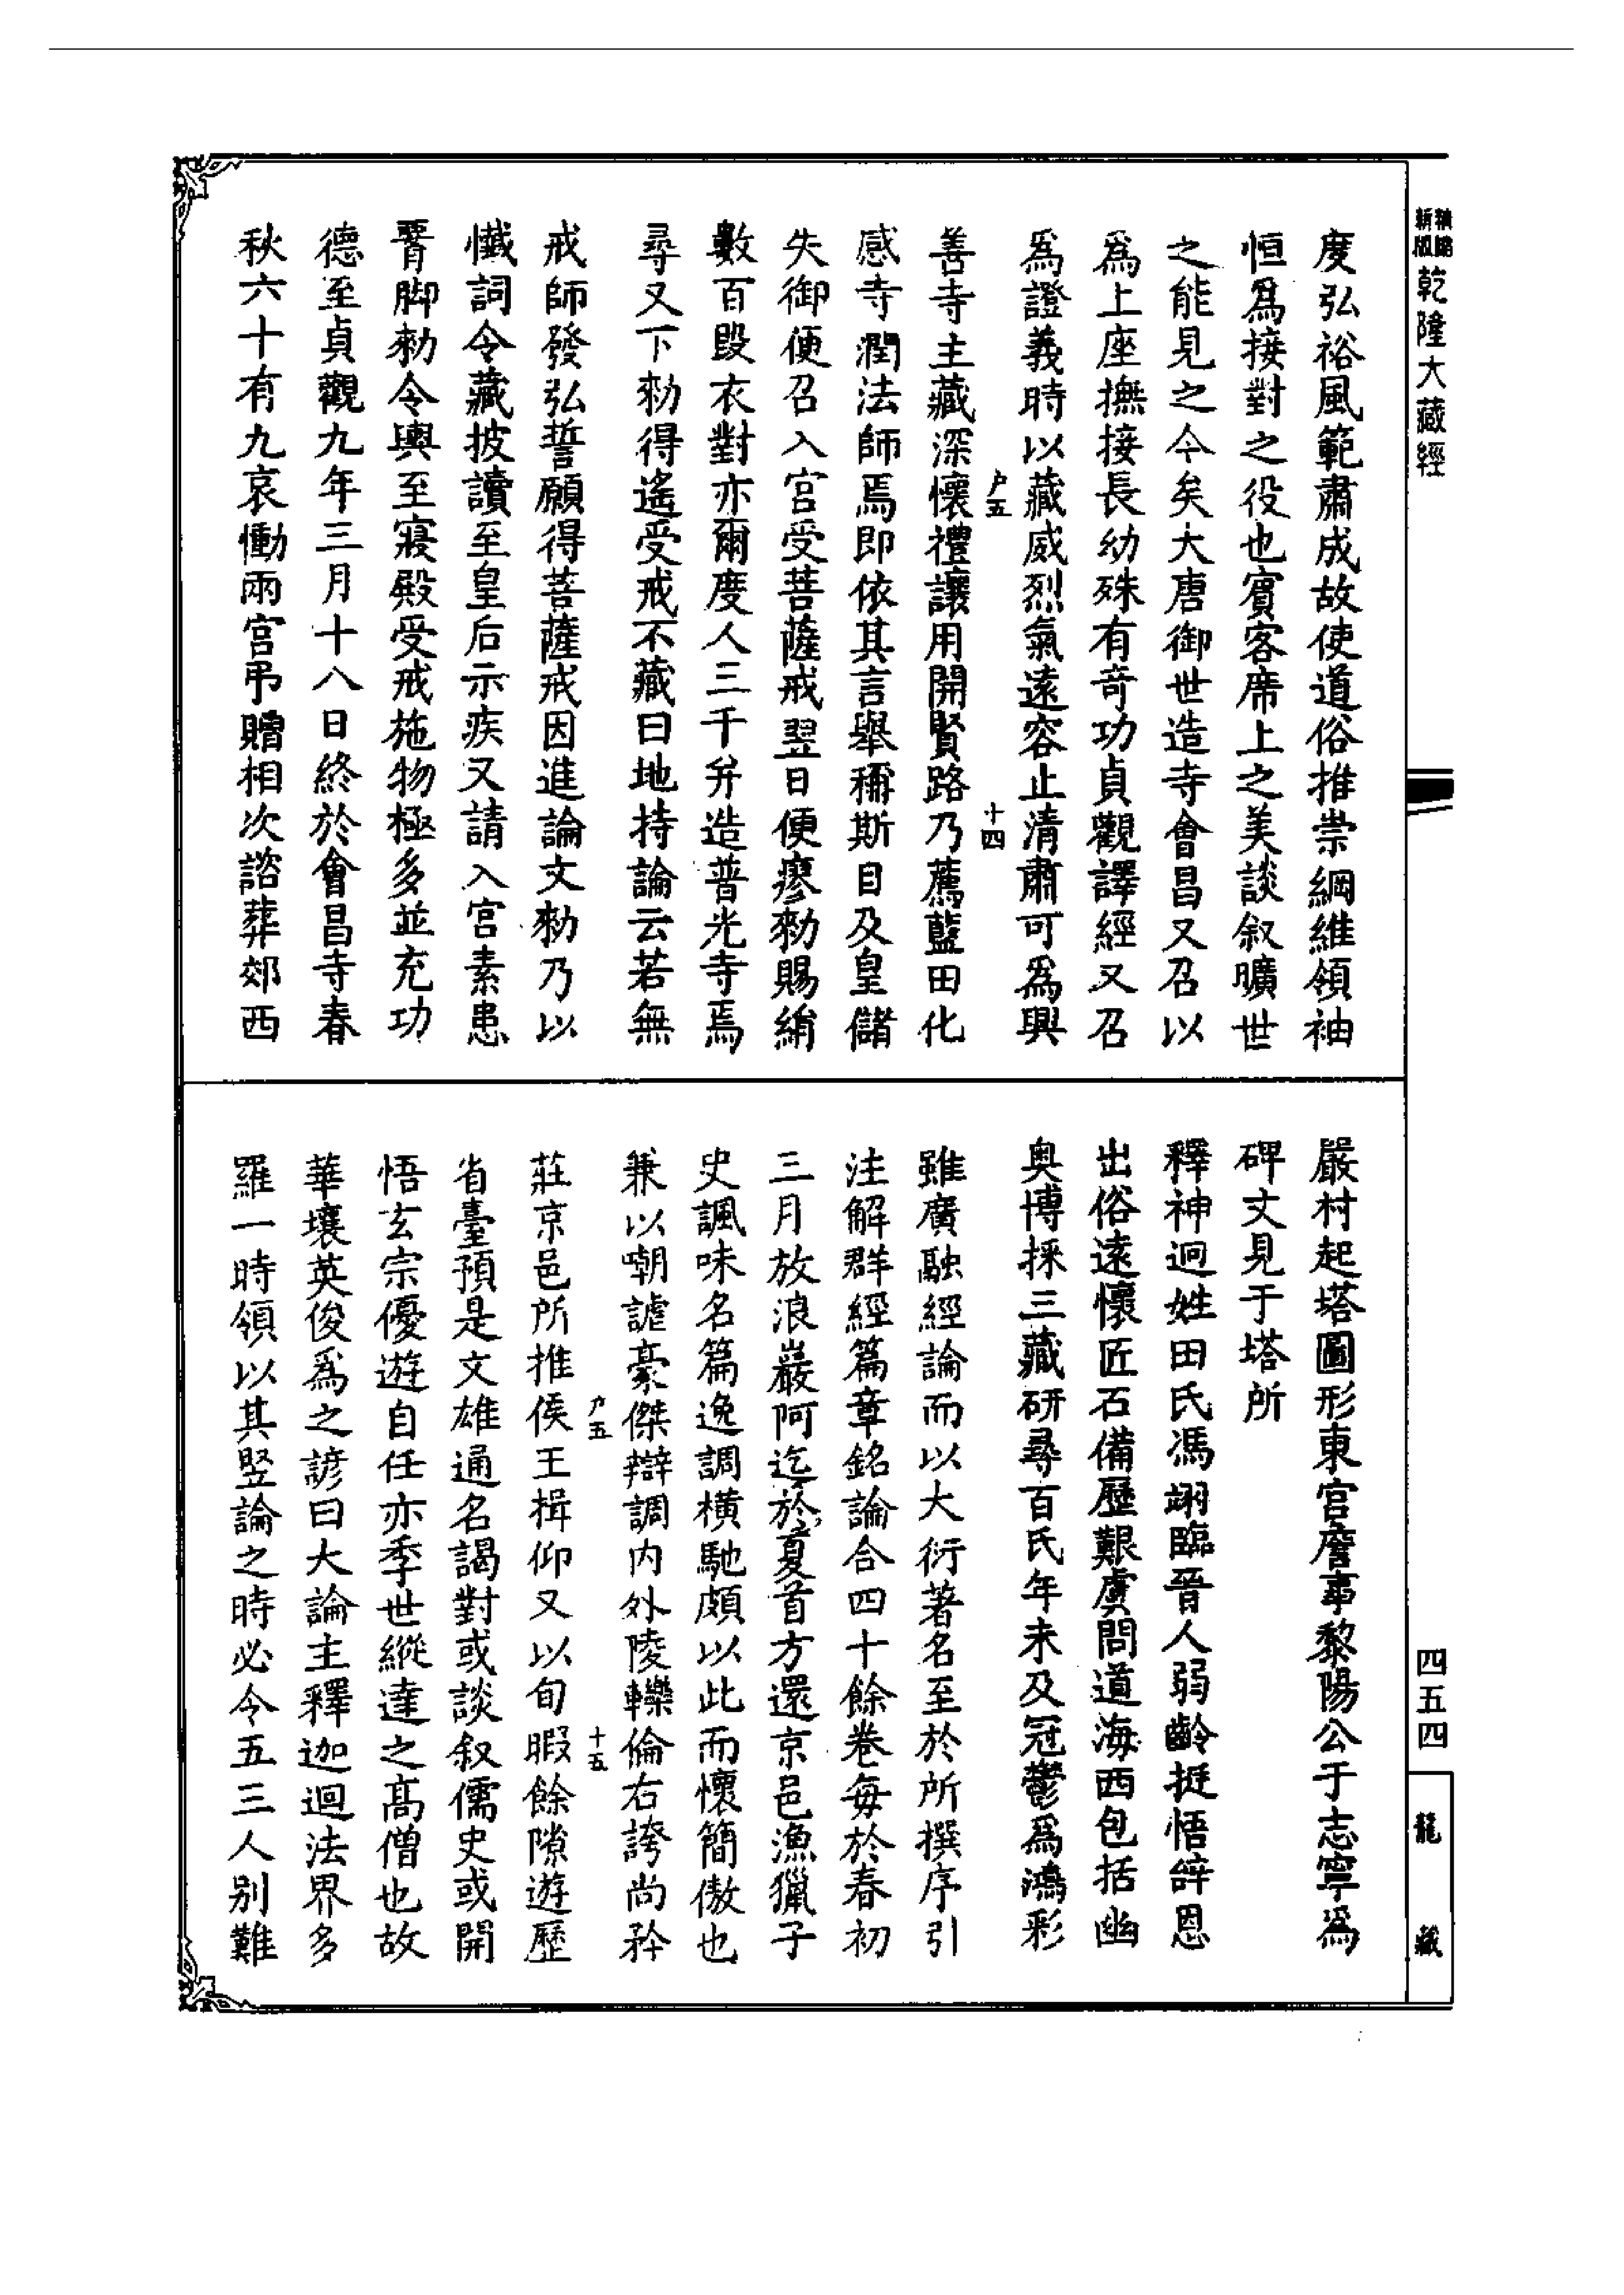 乾隆大藏經
度弘裕風範肅成故使道俗推崇綱維領袖
恒爲接對之役也賓客席上之美談叙曠世
之能見之今矣大唐御世造寺會昌又召以
爲上座撫接長幼殊有竒功貞觀譯經又召
爲證義時以藏威烈氣遠容止清肅可爲興
户五
十四
善寺主藏深懷禮讓用開賢路乃薦藍田化
感寺潤法師焉即依其言舉稱斯目及皇儲
失御便召入宮受菩薩戒翌日便瘳勑賜絹
數百段衣對亦爾度人三千并造普光寺焉
尋又下勑得遙受戒不藏曰地持論云若無
戒師發弘誓願得菩薩戒因進論文勑乃以
懺詞令藏披讀至皇后示疾又請入宮素患
脚勑令輿至寢殿受戒施物極多並充功
德至貞觀九年三月十八日終於會昌寺春
秋六十有九哀慟兩宮弔贈相次諮葬郊西
嚴村起塔圖形東宮詹事黎陽公于志寧爲
碑文見于塔所
釋神迥姓田氏馮翊臨晉人弱齡挺悟辭恩
出俗遠懷匠石備歷艱虞問道海西包括幽
奥博採三藏研尋百氏年未及冠鬱爲鴻彩
雖廣融經論而以大衍著名至於所撰序引
注解群經篇章銘論合四十餘卷每於春初
三月放浪巖阿迄於夏首方還京邑漁獵子
史諷味名篇逸調橫馳頗以此而懷簡傲也
兼以嘲謔豪傑辯調内外陵轢倫右誇尚矜
户五
十五
莊京邑所推侯王揖仰又以旬暇餘隙遊歷
省臺預是文雄通名謁對或談叙儒史或開
悟玄宗優遊自任亦季世縱達之高僧也故
華壤英俊爲之諺曰大論主釋迦迴法界多
羅一時領以其竖論之時必令五三人别難
四五四
龍藏